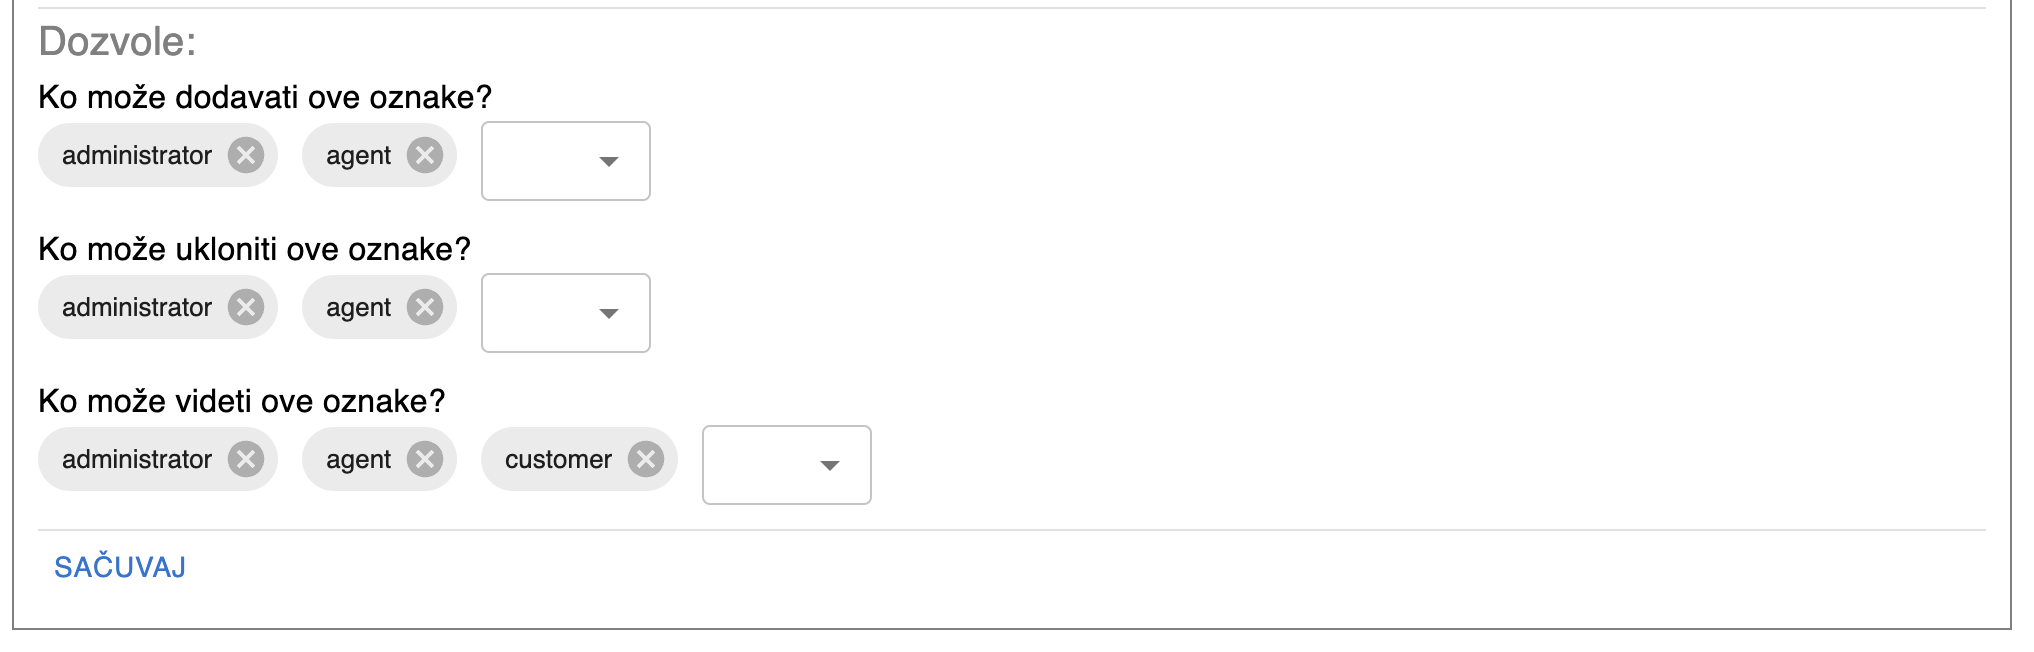 Dozvole:
Ko može dodavati ove oznake?
administrator agent
Ko može ukloniti ove oznake?
administrator agent
Ko može videti ove oznake?
administrator agent customer
SAČUVAJ